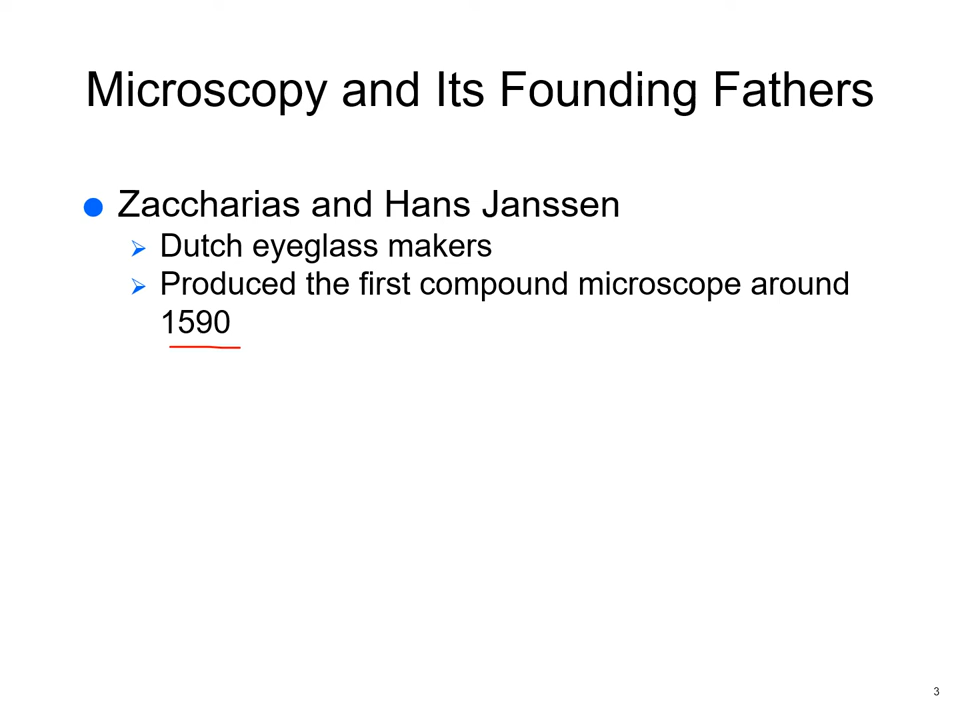 Microscopy and Its Founding Fathers
Zaccharias and Hans Janssen
Dutch eyeglass makers
Produced the first compound microscope around
1590
3